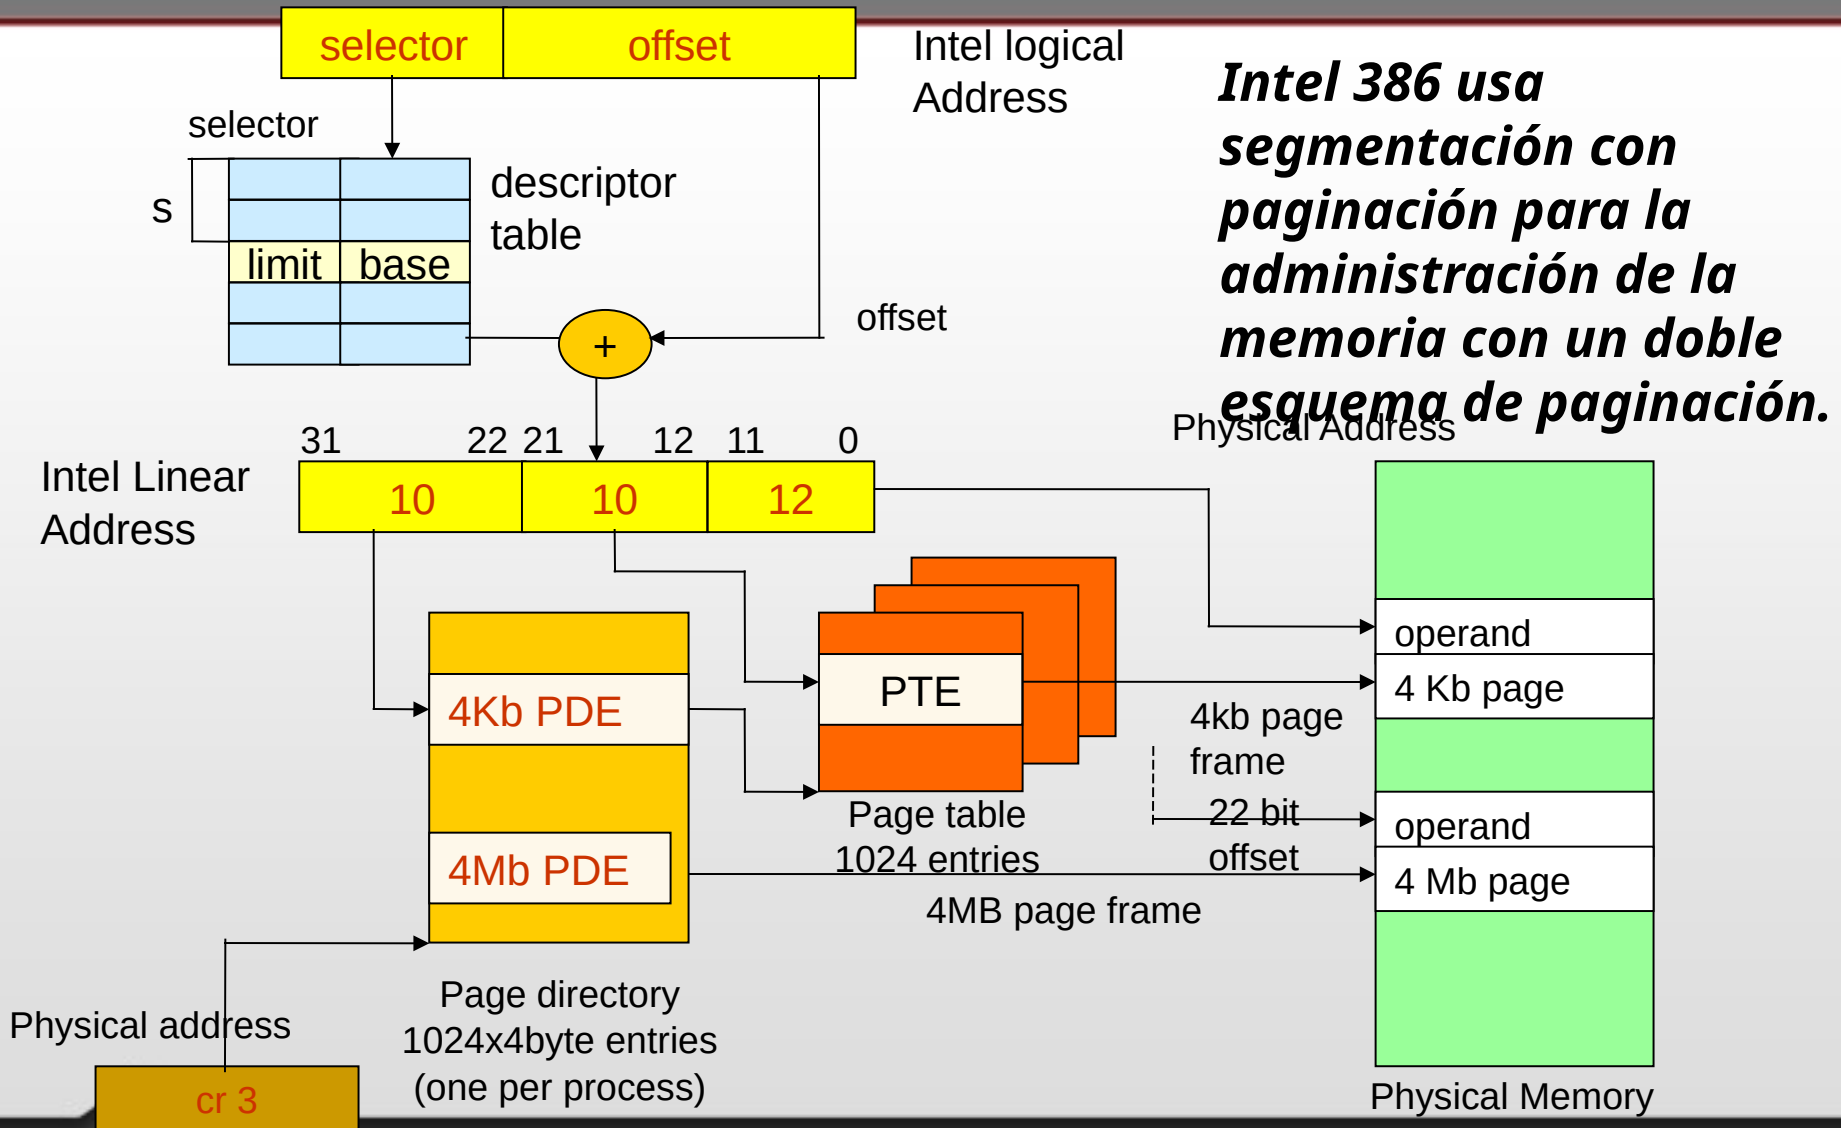 selector offset
Intel logical
Address
Intel 386 usa
segmentación con
paginación para la
administración de la
memoria con un doble
esquema de paginación.
selector
s
descriptor
table
limit base
offset
+
Physical Address
31 22 21 12 11 0
Intel Linear
Address
10 10 12
operand
4 Kb page
PTE
4Kb PDE
4kb page
frame
Page table
1024 entries
22 bit
offset
operand
4 Mb page
4Mb PDE
4MB page frame
Page directory
1024x4byte entries
(one per process)
Physical address
cr 3
Physical Memory